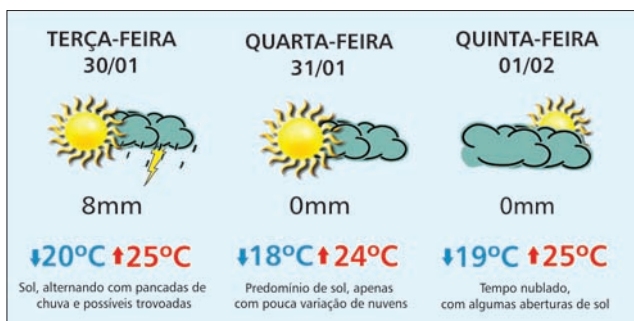 TERÇA-FEIRA
30/01
8mm
20ºC 25ºC
Sol, alternando com pancadas de
chuva e possíveis trovoadas
QUARTA-FEIRA
31/01
0mm
18ºC 24ºC
Predomínio de sol, apenas
com pouca variação de nuvens
QUINTA-FEIRA
01/02
0mm
19ºC 25ºC
Tempo nublado,
com algumas aberturas de sol